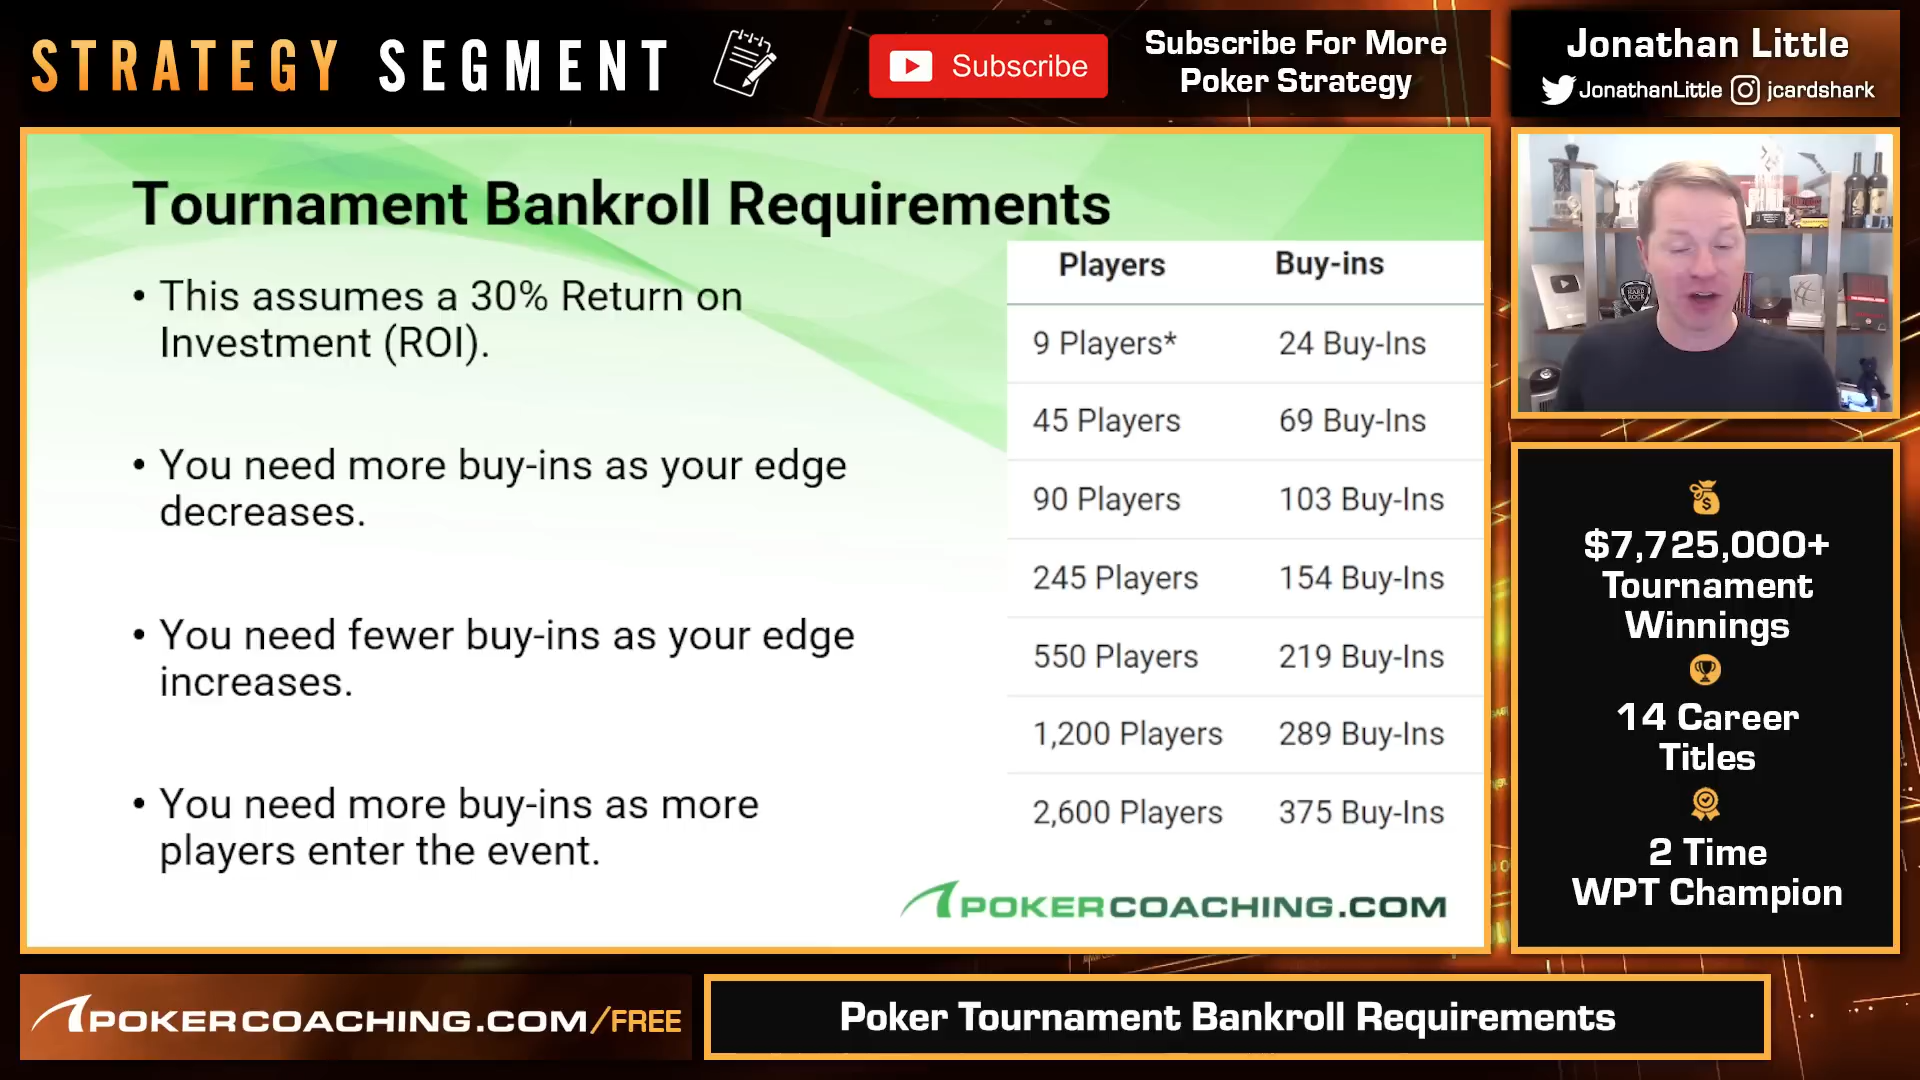 STRATEGY SEGMENT
Subscribe
Subscribe For More
Poker Strategy
Jonathan Little
JonathanLittle jcardshark
Tournament Bankroll Requirements
• This assumes a 30% Return on
Investment (ROI).
• You need more buy-ins as your edge
decreases.
• You need fewer buy-ins as your edge
increases.
• You need more buy-ins as more
players enter the event.
Players Buy-ins
9 Players* 24 Buy-Ins
45 Players 69 Buy-Ins
90 Players 103 Buy-Ins
245 Players 154 Buy-Ins
550 Players 219 Buy-Ins
1,200 Players 289 Buy-Ins
2,600 Players 375 Buy-Ins
POKERCOACHING.COM
$7,725,000+
Tournament
Winnings
14 Career
Titles
2 Time
WPT Champion
POKERCOACHING.COM/FREE
Poker Tournament Bankroll Requirements